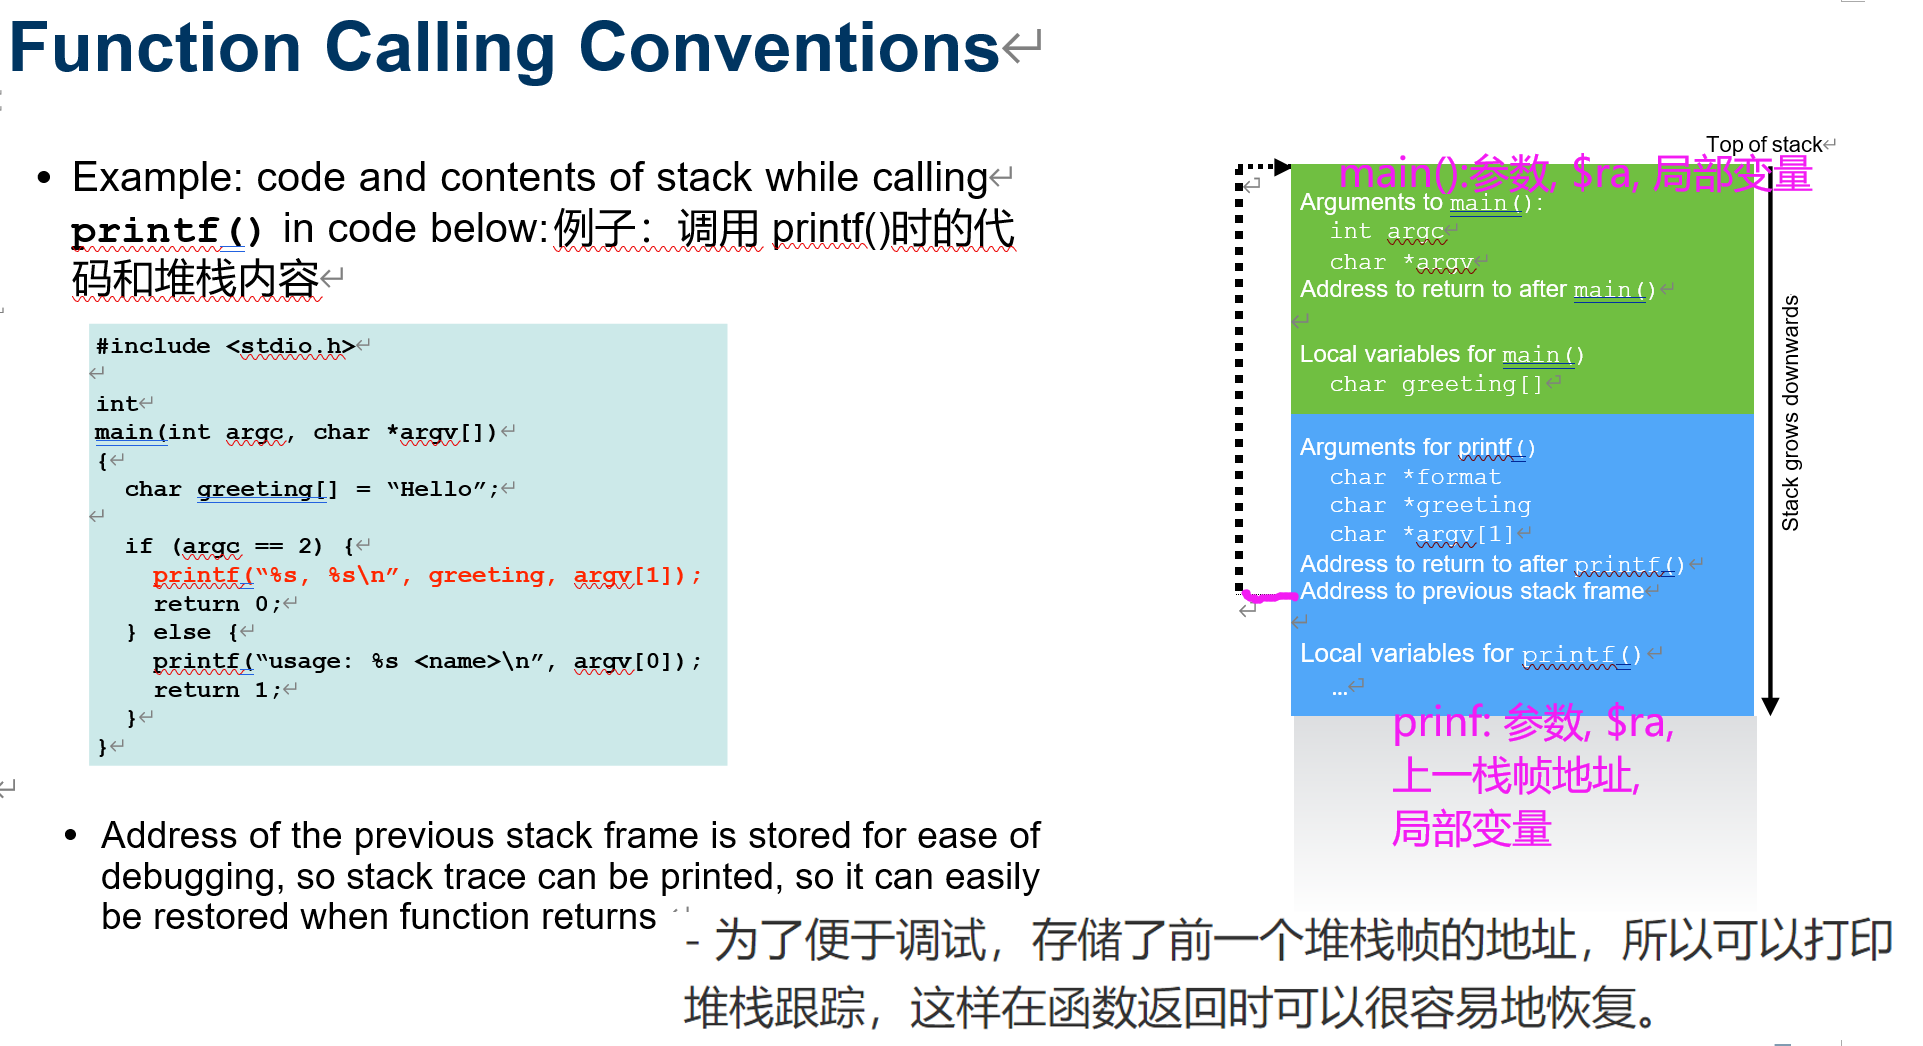 Function Calling Conventions
• Example: code and contents of stack while calling
printf() in code below:例子：调用 printf()时的代
码和堆栈内容
#include <stdio.h>
int
main(int argc, char *argv[])
{
char greeting[] = “Hello”;
if (argc == 2) {
printf(“%s, %s\n”, greeting, argv[1]);
return 0;
} else {
printf(“usage: %s <name>\n”, argv[0]);
return 1;
}
}
• Address of the previous stack frame is stored for ease of
debugging, so stack trace can be printed, so it can easily
be restored when function returns
- 为了便于调试，存储了前一个堆栈帧的地址，所以可以打印
堆栈跟踪，这样在函数返回时可以很容易地恢复。
Top of stack
main():参数, $ra, 局部变量
Arguments to main():
int argc
char *argv
Address to return to after main()
Local variables for main()
char greeting[]
Arguments for printf()
char *format
char *greeting
char *argv[1]
Address to return to after printf()
Address to previous stack frame
Local variables for printf()
...
Stack grows downwards
prinf: 参数, $ra,
上一栈帧地址,
局部变量